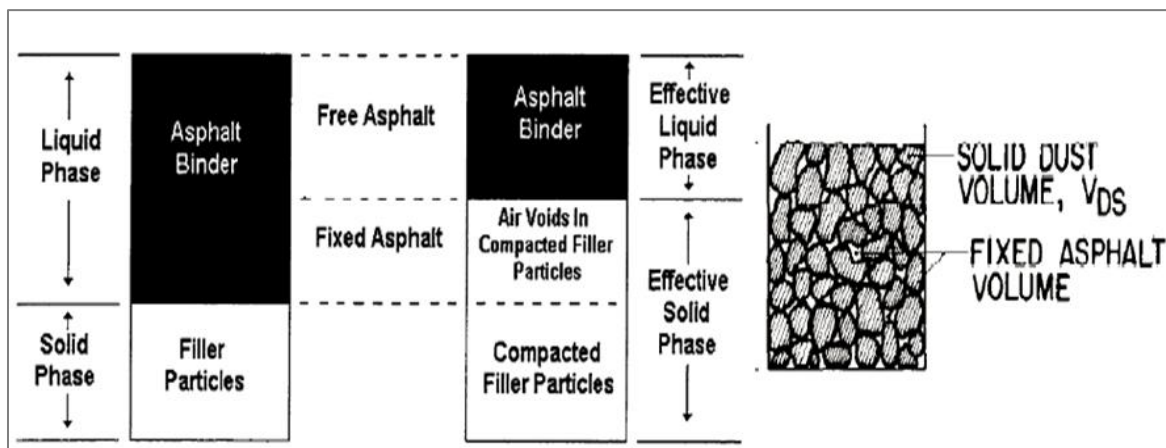 Liquid
Phase
Solid
Phase
Asphalt
Binder
Filler
Particles
Free Asphalt
Fixed Asphalt
Asphalt
Binder
Air Voids In
Compacted Filler
Particles
Compacted
Filler Particles
Effective
Liquid
Phase
Effective
Solid
Phase
SOLID DUST
VOLUME, VDS
FIXED ASPHALT
VOLUME